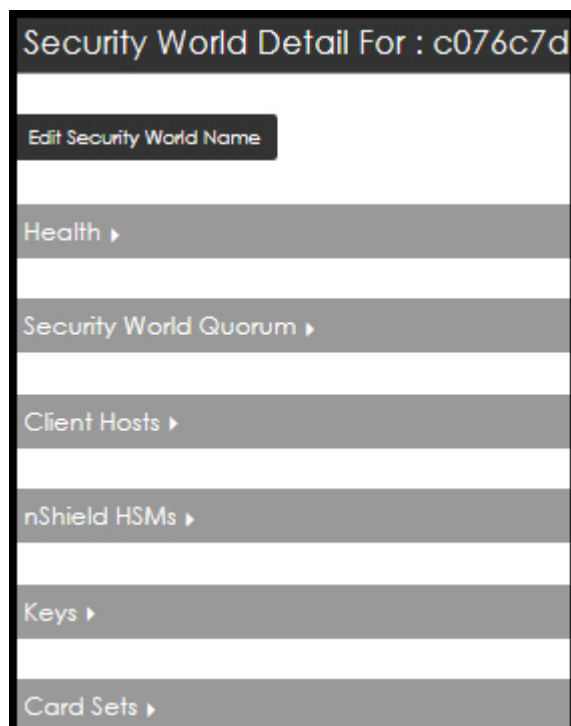 Security World Detail For : c076c7d
Edit Security World Name
Health
Security World Quorum
Client Hosts
nShield HSMs
Keys
Card Sets